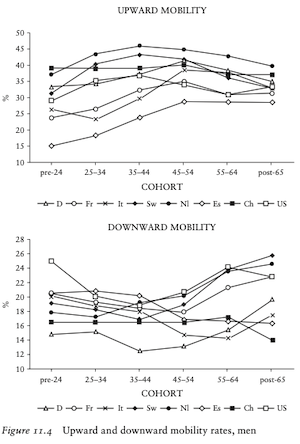 UPWARD MOBILITY
50
45
40
35
30
25
20
15
10
%
pre-24 25–34 35–44 45–54 55–64 post-65
COHORT
D Fr It Sw Nl Es Ch US
DOWNWARD MOBILITY
28
26
24
22
20
18
16
14
12
10
%
pre-24 25–34 35–44 45–54 55–64 post-65
COHORT
D Fr It Sw Nl Es Ch US
Figure 11.4 Upward and downward mobility rates, men